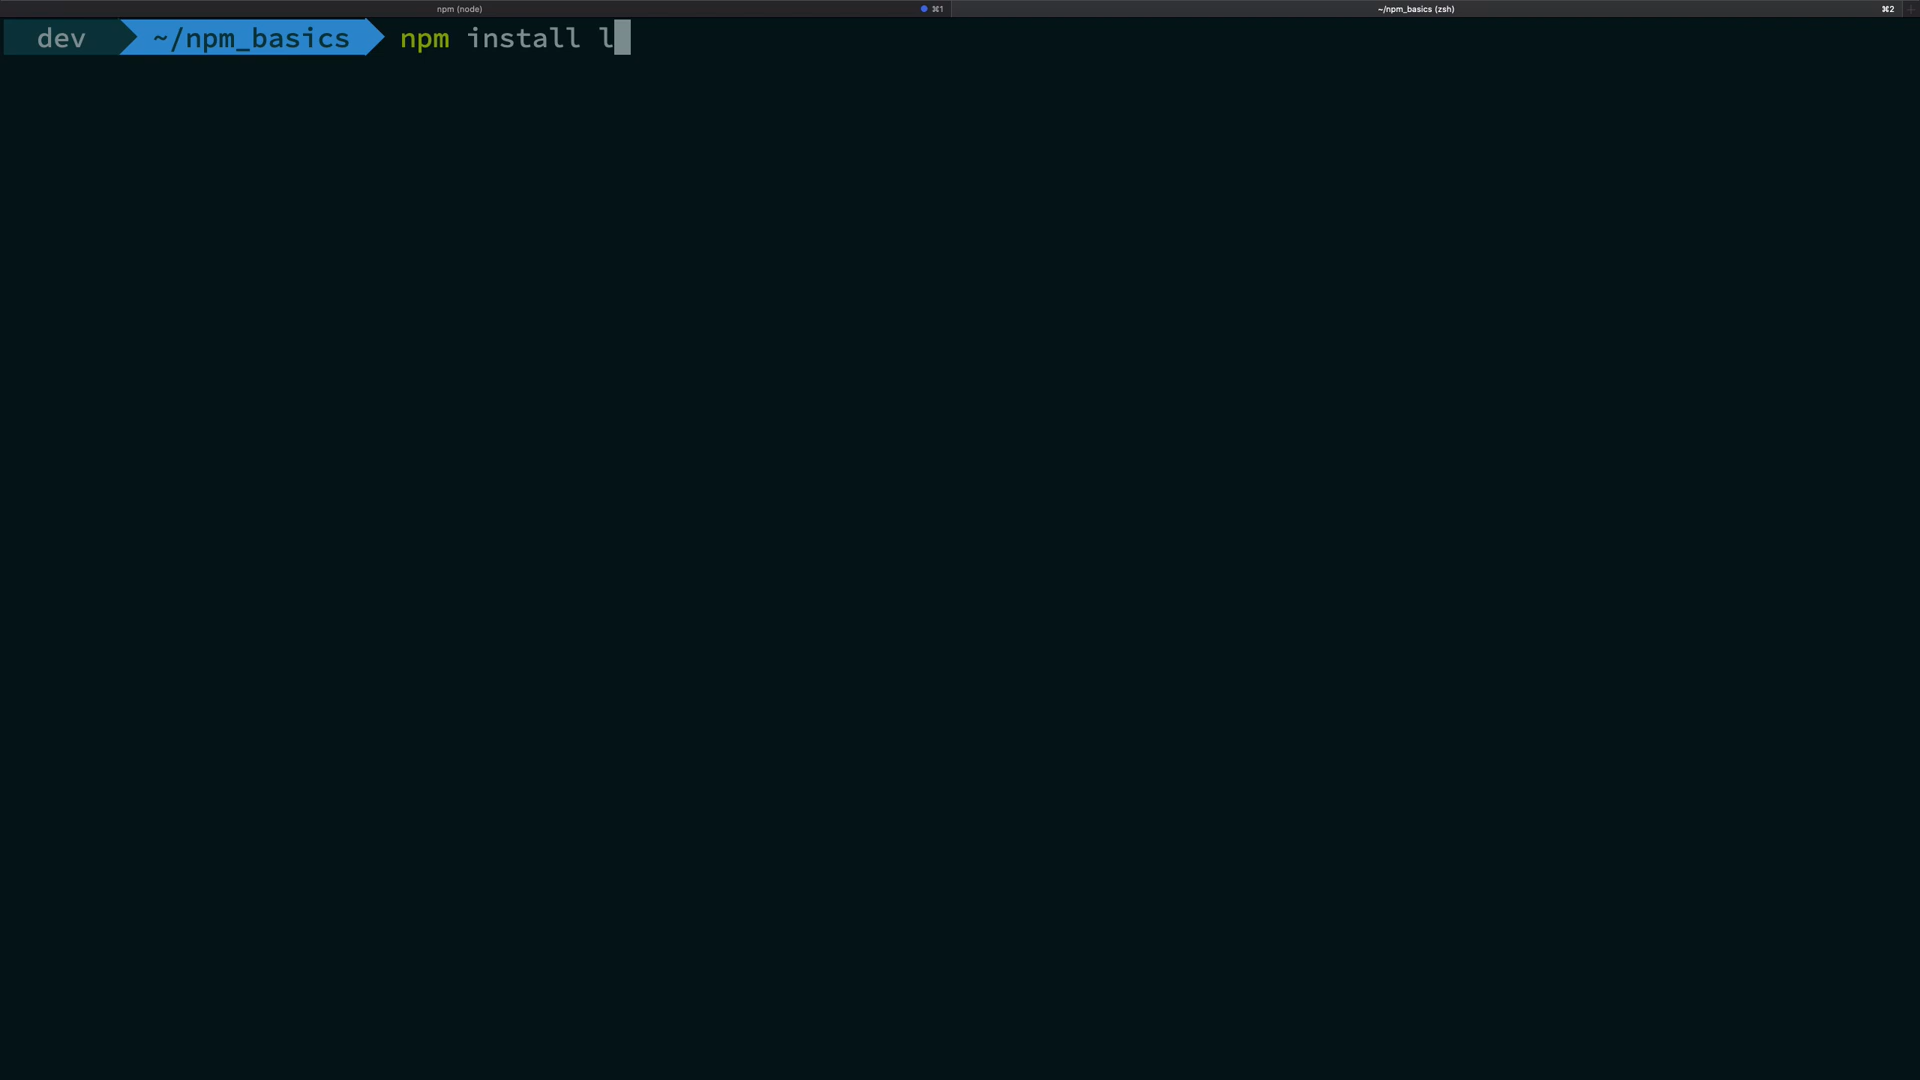 npm (node) ⌘1 ~/npm_basics (zsh) ⌘2
dev ~/npm_basics npm install l